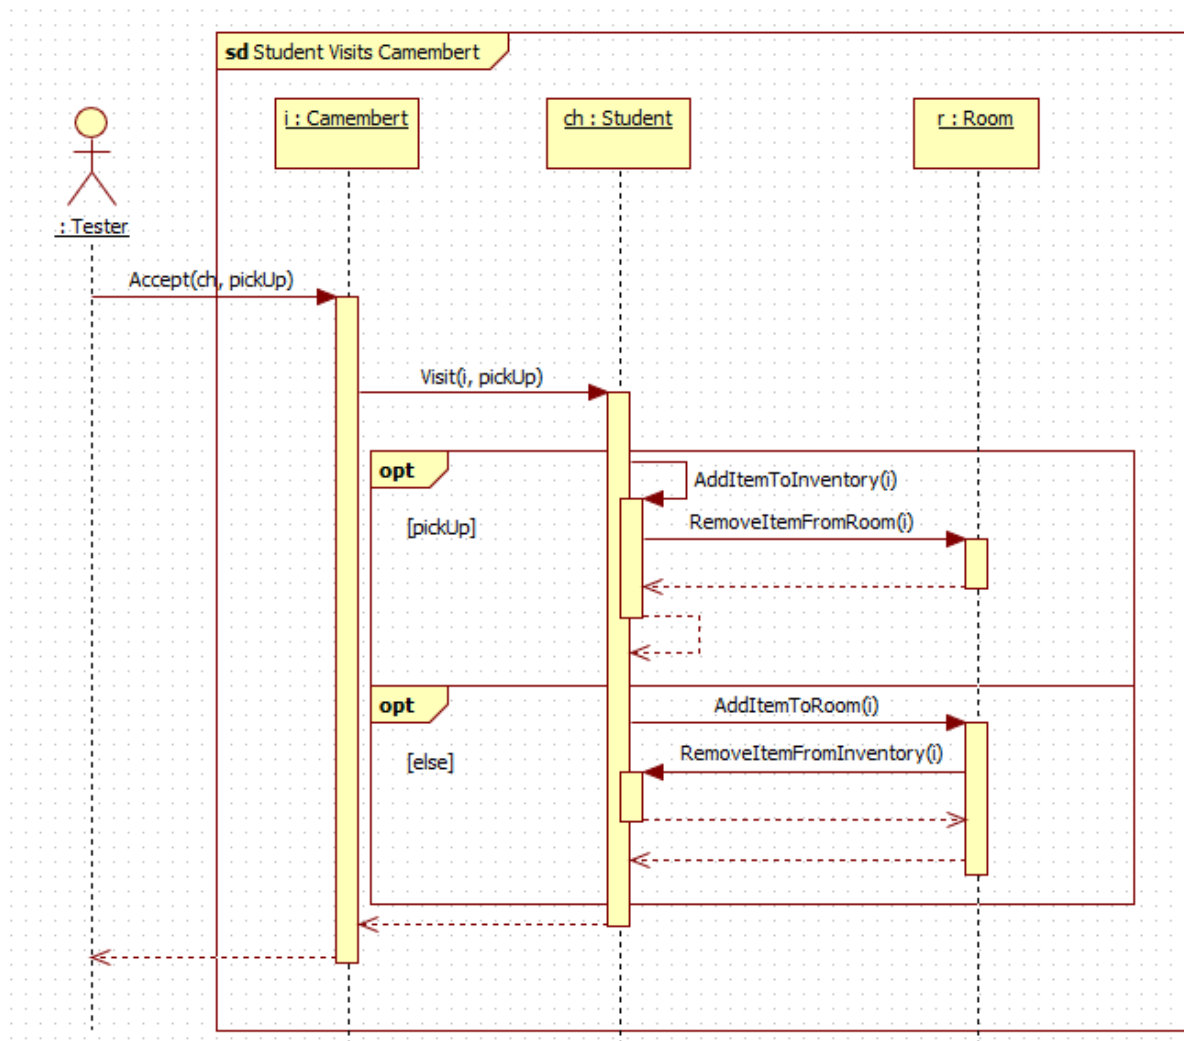 sd Student Visits Camembert
i : Camembert
ch : Student
r : Room
: Tester
Accept(ch, pickUp)
Visit(i, pickUp)
opt
AddItemToInventory(i)
RemoveItemFromRoom(i)
[pickUp]
opt
AddItemToRoom(i)
RemoveItemFromInventory(i)
[else]